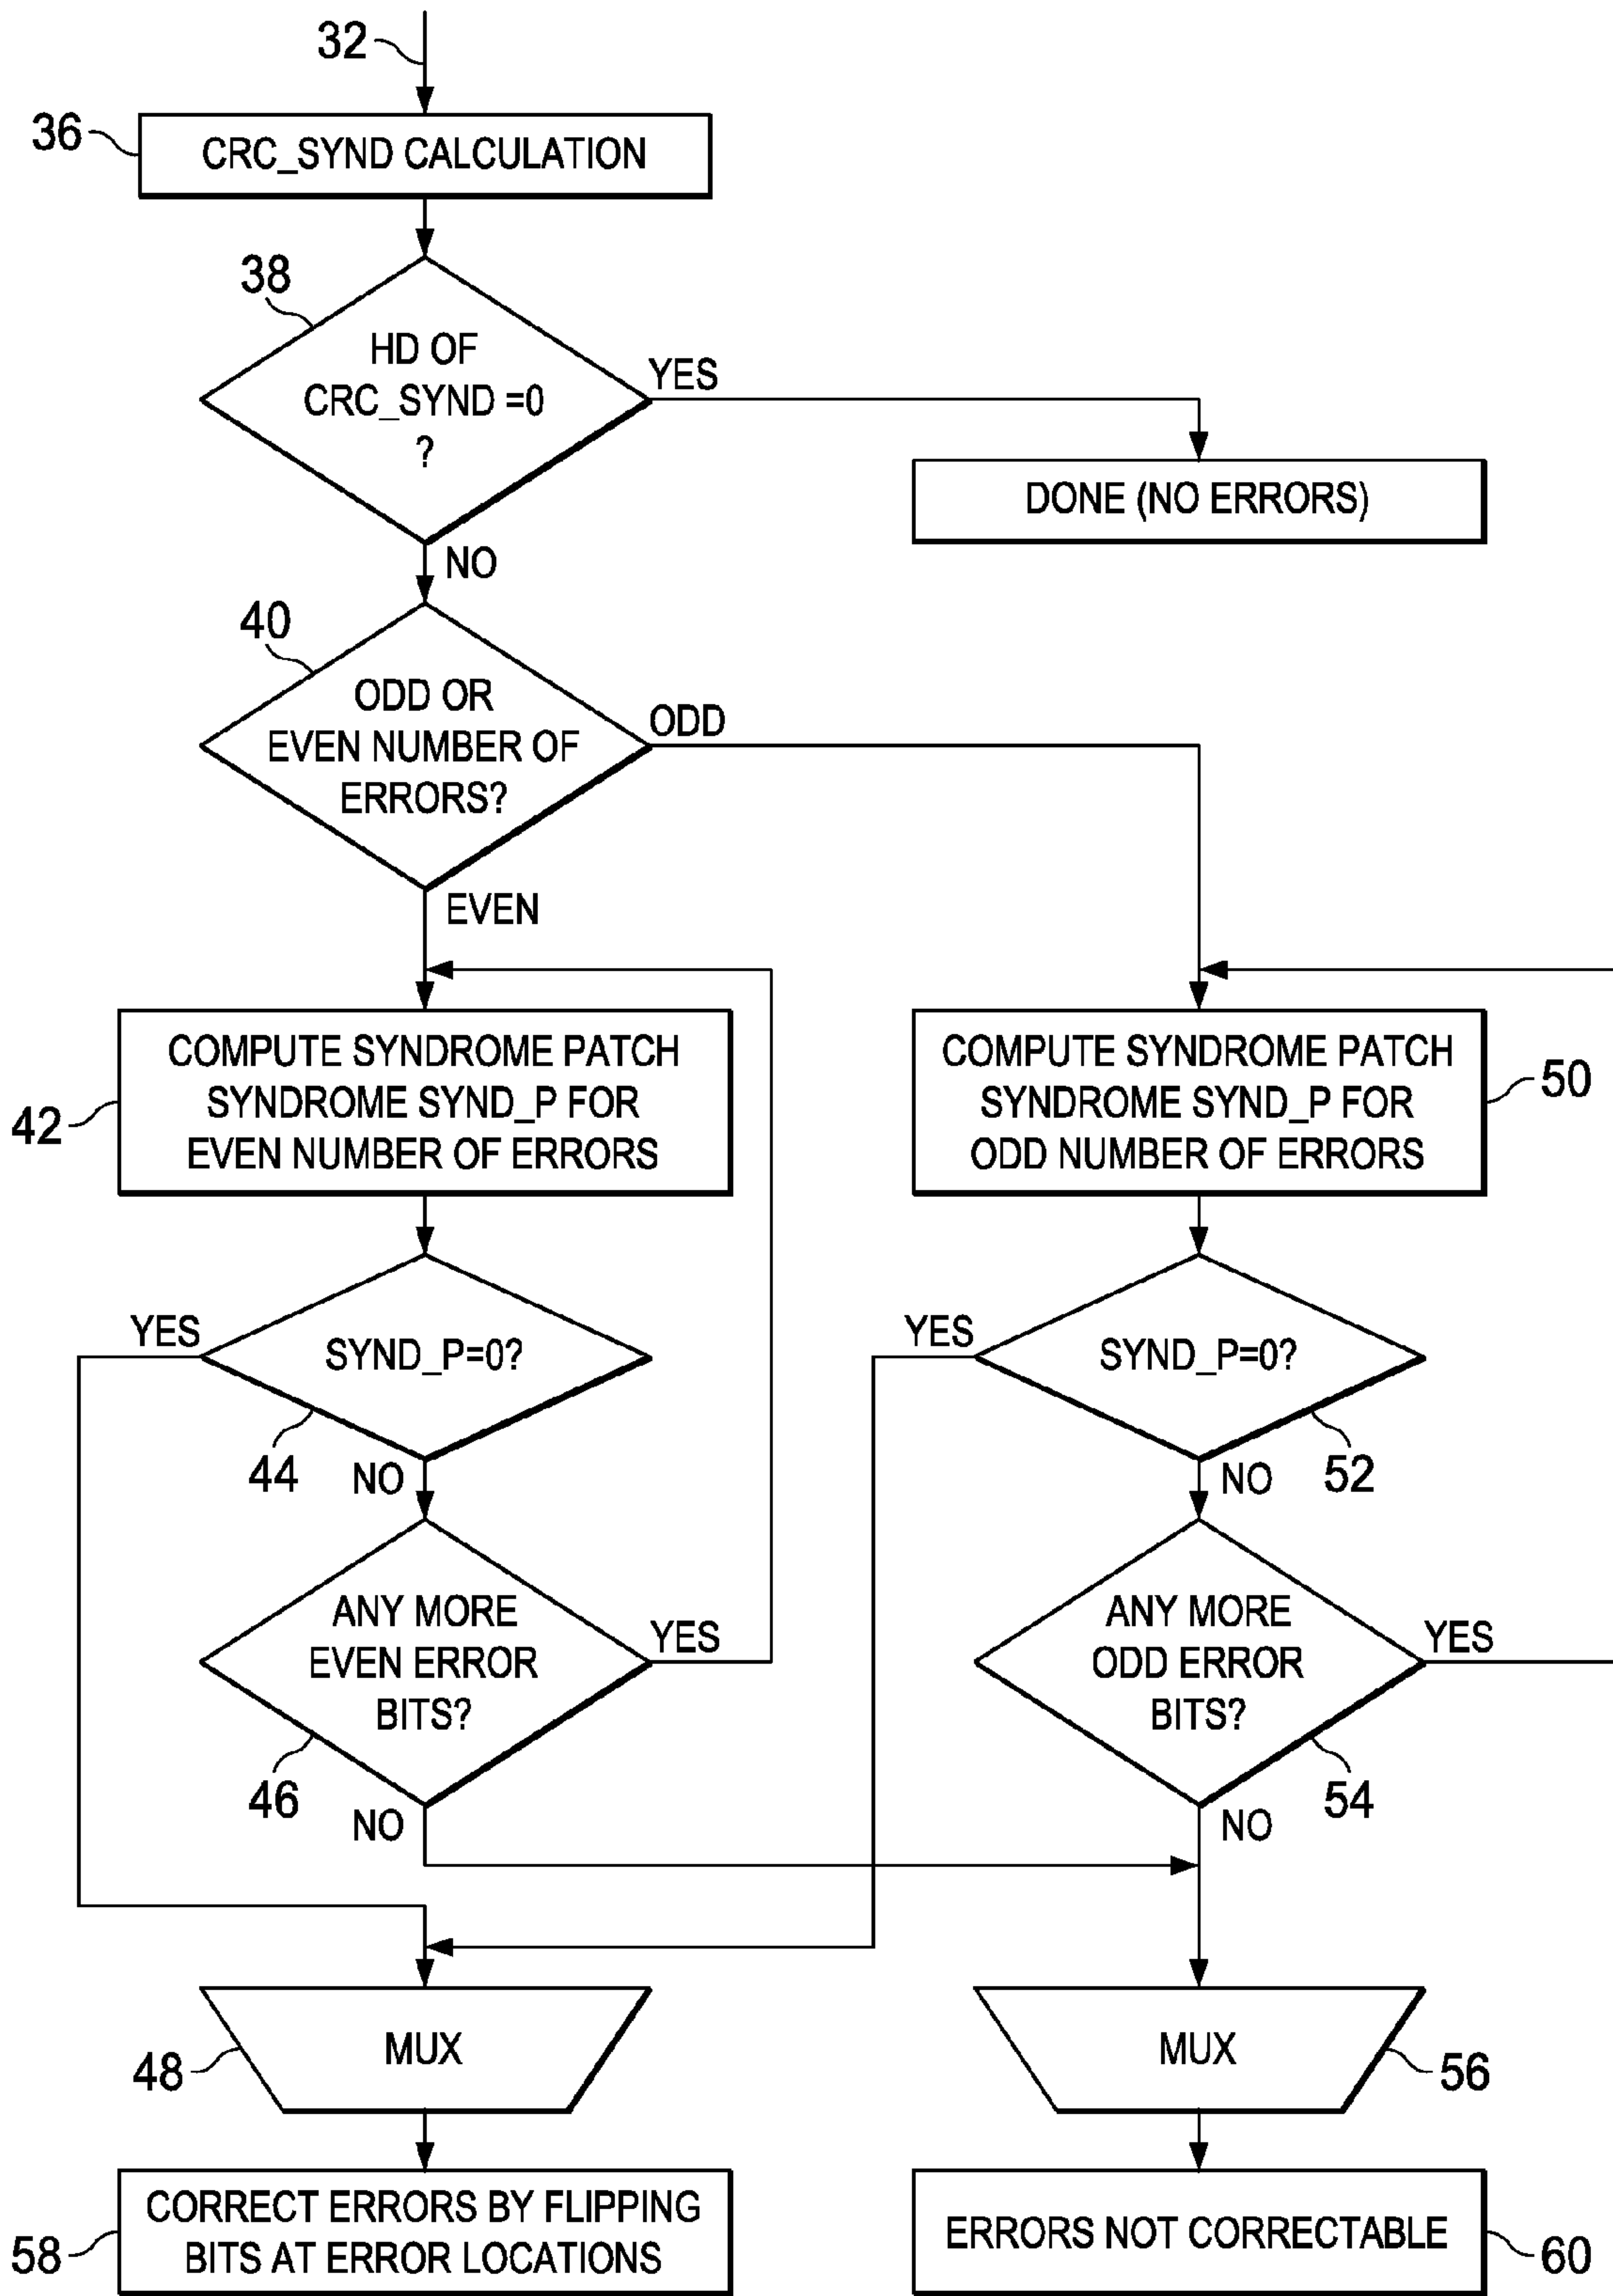 32
36
CRC_SYND CALCULATION
38
HD OF
CRC_SYND =0
?
YES
DONE (NO ERRORS)
NO
40
ODD OR
EVEN NUMBER OF
ERRORS?
ODD
EVEN
42
COMPUTE SYNDROME PATCH
SYNDROME SYND_P FOR
EVEN NUMBER OF ERRORS
COMPUTE SYNDROME PATCH
SYNDROME SYND_P FOR
ODD NUMBER OF ERRORS
50
YES
SYND_P=0?
44
NO
YES
SYND_P=0?
52
NO
ANY MORE
EVEN ERROR
BITS?
YES
46
NO
ANY MORE
ODD ERROR
BITS?
YES
54
NO
MUX
48
MUX
56
CORRECT ERRORS BY FLIPPING
BITS AT ERROR LOCATIONS
58
ERRORS NOT CORRECTABLE
60